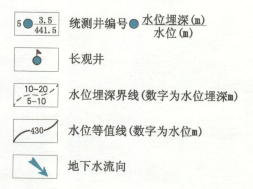 5 3.5 441.5 统测井编号 水位埋深(m) 水位(m)
长观井
10-20 5-10 水位埋深界线(数字为水位埋深m)
430 水位等值线(数字为水位m)
地下水流向